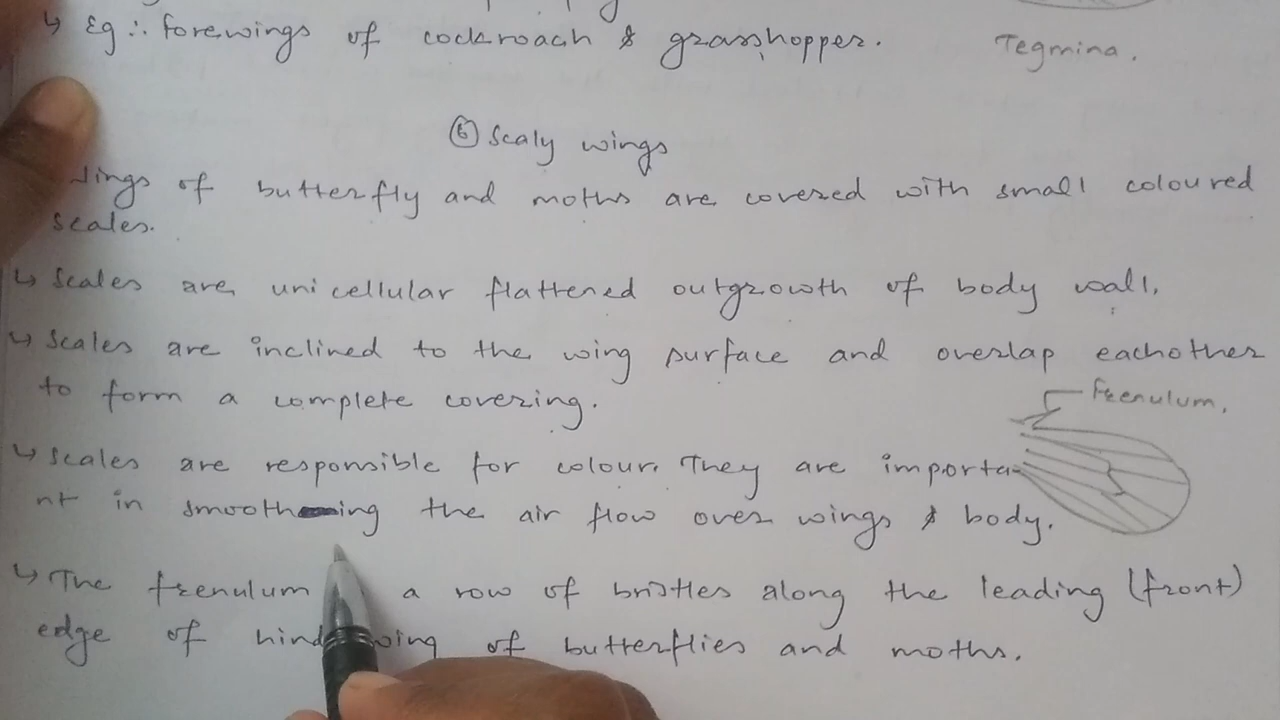 ↳ Eg ∴ forewings of cockroach & grasshopper.
Tegmina.
⑥ Scaly wings
ings of butterfly and moths are covered with small coloured
scales.
↳ Scales are unicellular flattened outgrowth of body wall.
↳ Scales are inclined to the wing surface and overlap eachother
to form a complete covering.
Frenulum.
↳ Scales are responsible for colour. They are importa-
nt in smoothing the air flow over wings & body.
↳ The frenulum a row of bristles along the leading (front)
edge of hind wing of butterflies and moths.